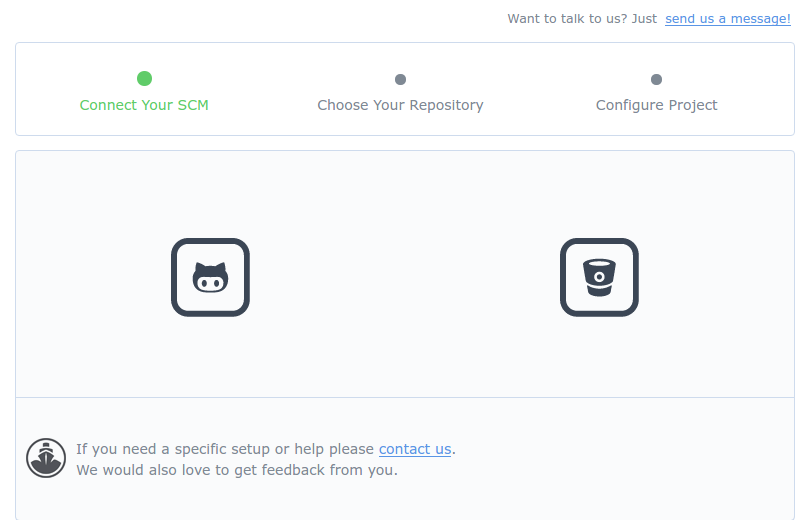 Want to talk to us? Just send us a message!
Connect Your SCM
Choose Your Repository
Configure Project
If you need a specific setup or help please contact us.
We would also love to get feedback from you.